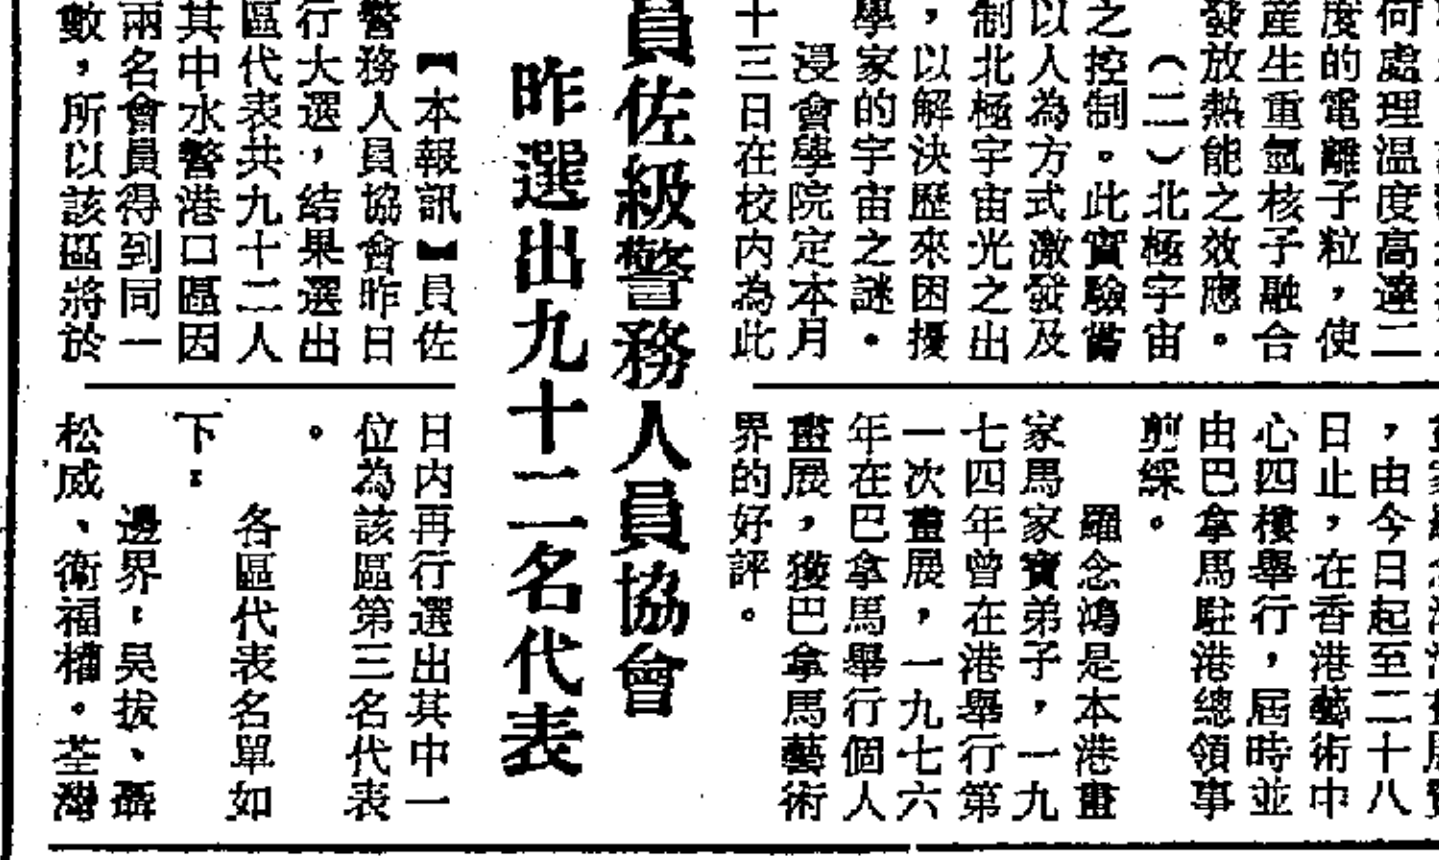 何處理溫度高達二
度的電離子粒，使
產生重氫核子融合
發放熱能之效應。
（二）北極宇宙
之控制。此實驗
以人為方式激發及
制北極宇宙光之出
，以解決歷來困擾
學家的宇宙之謎。
浸會學院定本月
十三日在校內為此
，由今日起至二十八
日止，在香港藝術中
心四樓舉行，屆時並
由巴拿馬駐港總領事
剪綵。
羅念鴻是本港畫
家馬家寶弟子，一九
七四年曾在港舉行第
一次畫展，一九七六
年在巴拿馬舉行個人
畫展，獲巴拿馬藝術
界的好評。
員佐級警務人員協會
昨選出九十二名代表
【本報訊】員佐
警務人員協會昨日
行大選，結果選出
區代表共九十二人
其中水警港口區因
兩名會員得到同一
數，所以該區將於
日內再行選出其中一
位為該區第三名代表
。
各區代表名單如
下：
邊界：吳拔、聶
松威、衛福權。荃灣